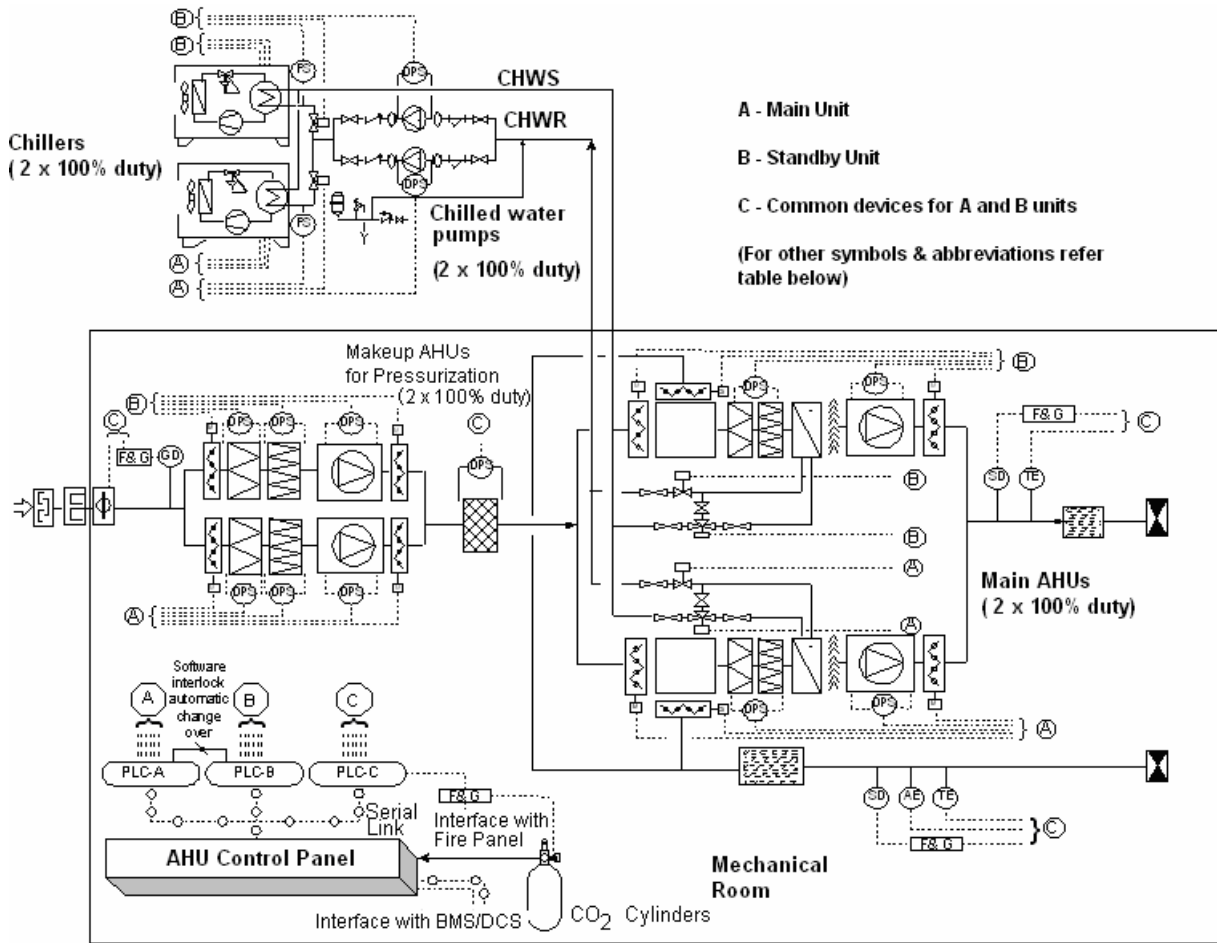 B
B
FS
DPS
CHWS
CHWR
Chillers
( 2 x 100% duty)
DPS
FS
Chilled water
pumps
(2 x 100% duty)
A
A
A - Main Unit
B - Standby Unit
C - Common devices for A and B units
(For other symbols & abbreviations refer
table below)
Makeup AHUs
for Pressurization
(2 x 100% duty)
C
B
DPS
DPS
DPS
F& G
GD
C
DPS
DPS
DPS
DPS
A
DPS
DPS
B
F& G
C
SD
TE
B
B
A
A
Main AHUs
( 2 x 100% duty)
DPS
DPS
A
SD
AE
TE
F& G
C
Software
interlock
automatic
change
over
A
B
C
PLC-A
PLC-B
PLC-C
F& G
Serial
Link
Interface with
Fire Panel
AHU Control Panel
Interface with BMS/DCS
CO2 Cylinders
Mechanical
Room